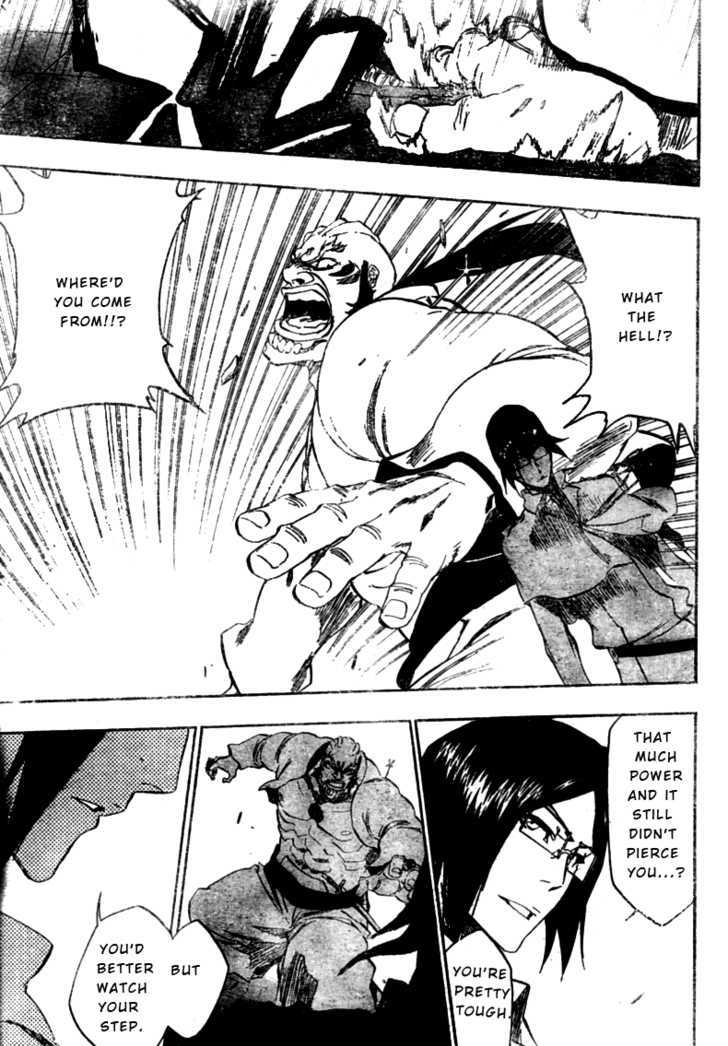 WHAT
THE
HELL!?
WHERE'D
YOU COME
FROM!!?
THAT
MUCH
POWER
AND IT
STILL
DIDN'T
PIERCE
YOU...?
YOU'RE
PRETTY
TOUGH.
BUT
YOU'D
BETTER
WATCH
YOUR
STEP.